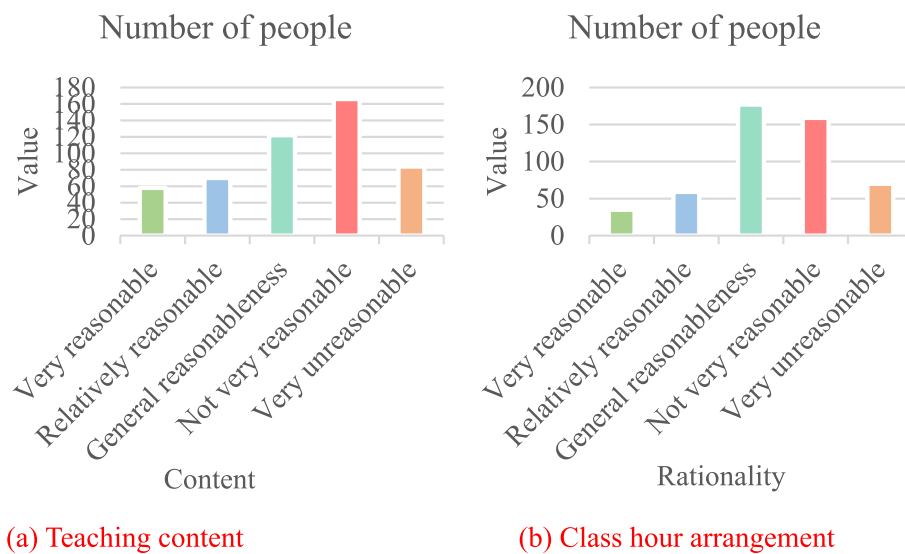 Number of people
Value
180
160
140
120
100
80
60
40
20
0
Very reasonable
Relatively reasonable
General reasonableness
Not very reasonable
Very unreasonable
Content
(a) Teaching content
Number of people
Value
200
150
100
50
0
Very reasonable
Relatively reasonable
General reasonableness
Not very reasonable
Very unreasonable
Rationality
(b) Class hour arrangement